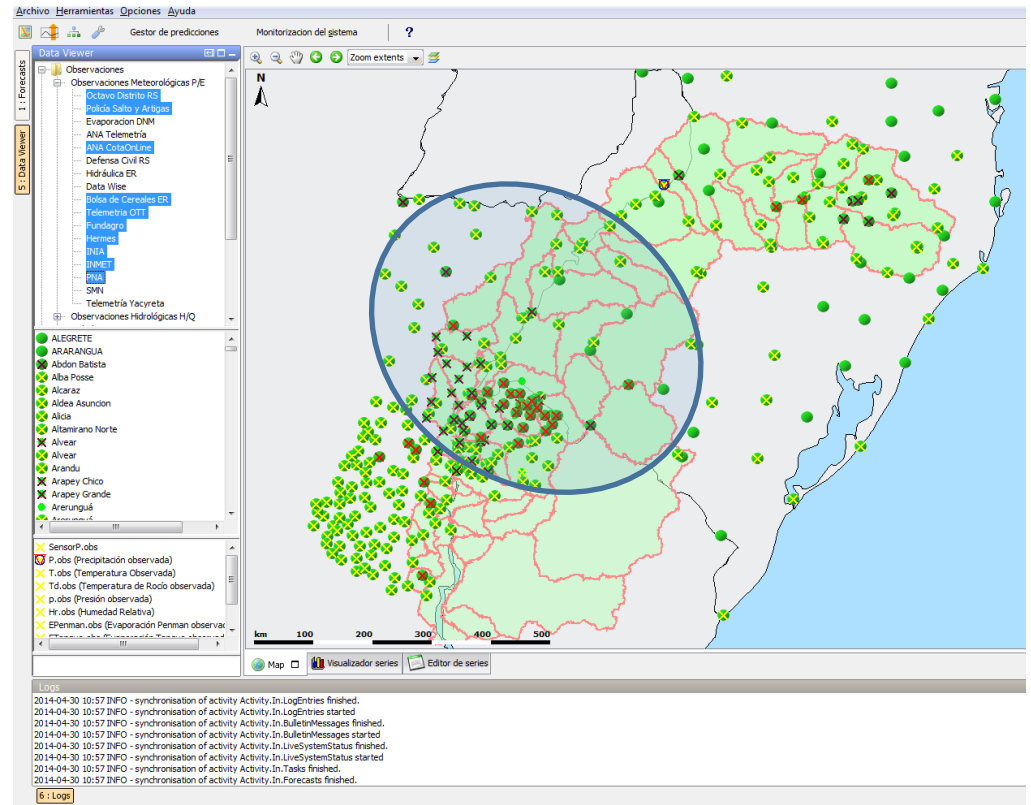 Archivo Herramientas Opciones Ayuda
Gestor de predicciones Monitorizacion del sistema ?
Data Viewer
Zoom extents
1 : Forecasts
5 : Data Viewer
Observaciones
Observaciones Meteorológicas P/E
Octavo Distrito RS
Policía Salto y Artigas
Evaporacion DNM
ANA Telemetría
ANA CotaOnLine
Defensa Civil RS
Hidráulica ER
Data Wise
Bolsa de Cereales ER
Telemetria OTT
Fundagro
Hermes
INIA
INMET
PNA
SMN
Telemetría Yacyreta
Observaciones Hidrológicas H/Q
ALEGRETE
ARARANGUA
Abdon Batista
Alba Posse
Alcaraz
Aldea Asuncion
Alicia
Altamirano Norte
Alvear
Alvear
Arandu
Arapey Chico
Arapey Grande
Arerunguá
Arerunguá
SensorP.obs
P.obs (Precipitación observada)
T.obs (Temperatura Observada)
Td.obs (Temperatura de Rocío observada)
p.obs (Presión observada)
Hr.obs (Humedad Relativa)
EPenman.obs (Evaporación Penman observac
N
km 100 200 300 400 500
Map Visualizador series Editor de series
Logs
2014-04-30 10:57 INFO - synchronisation of activity Activity.In.LogEntries finished.
2014-04-30 10:57 INFO - synchronisation of activity Activity.In.LogEntries started
2014-04-30 10:57 INFO - synchronisation of activity Activity.In.BulletinMessages finished.
2014-04-30 10:57 INFO - synchronisation of activity Activity.In.BulletinMessages started
2014-04-30 10:57 INFO - synchronisation of activity Activity.In.LiveSystemStatus finished.
2014-04-30 10:57 INFO - synchronisation of activity Activity.In.LiveSystemStatus started
2014-04-30 10:57 INFO - synchronisation of activity Activity.In.Tasks finished.
2014-04-30 10:57 INFO - synchronisation of activity Activity.In.Forecasts finished.
6 : Logs